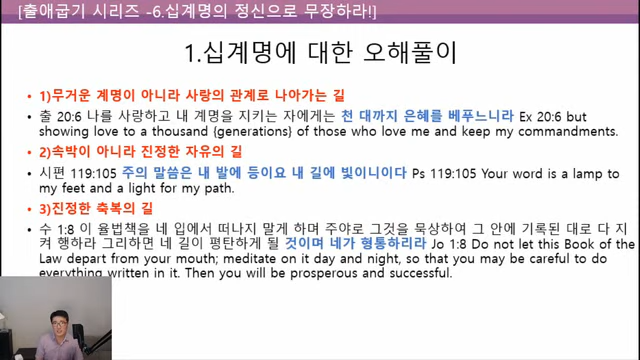 [출애굽기 시리즈 -6.십계명의 정신으로 무장하라!]
1.십계명에 대한 오해풀이
• 1)무거운 계명이 아니라 사랑의 관계로 나아가는 길
• 출 20:6 나를 사랑하고 내 계명을 지키는 자에게는 천 대까지 은혜를 베푸느니라 Ex 20:6 but
showing love to a thousand {generations} of those who love me and keep my commandments.
• 2)속박이 아니라 진정한 자유의 길
• 시편 119:105 주의 말씀은 내 발에 등이요 내 길에 빛이니이다 Ps 119:105 Your word is a lamp to
my feet and a light for my path.
• 3)진정한 축복의 길
• 수 1:8 이 율법책을 네 입에서 떠나지 말게 하며 주야로 그것을 묵상하여 그 안에 기록된 대로 다 지
켜 행하라 그리하면 네 길이 평탄하게 될 것이며 네가 형통하리라 Jo 1:8 Do not let this Book of the
Law depart from your mouth; meditate on it day and night, so that you may be careful to do
everything written in it. Then you will be prosperous and successful.